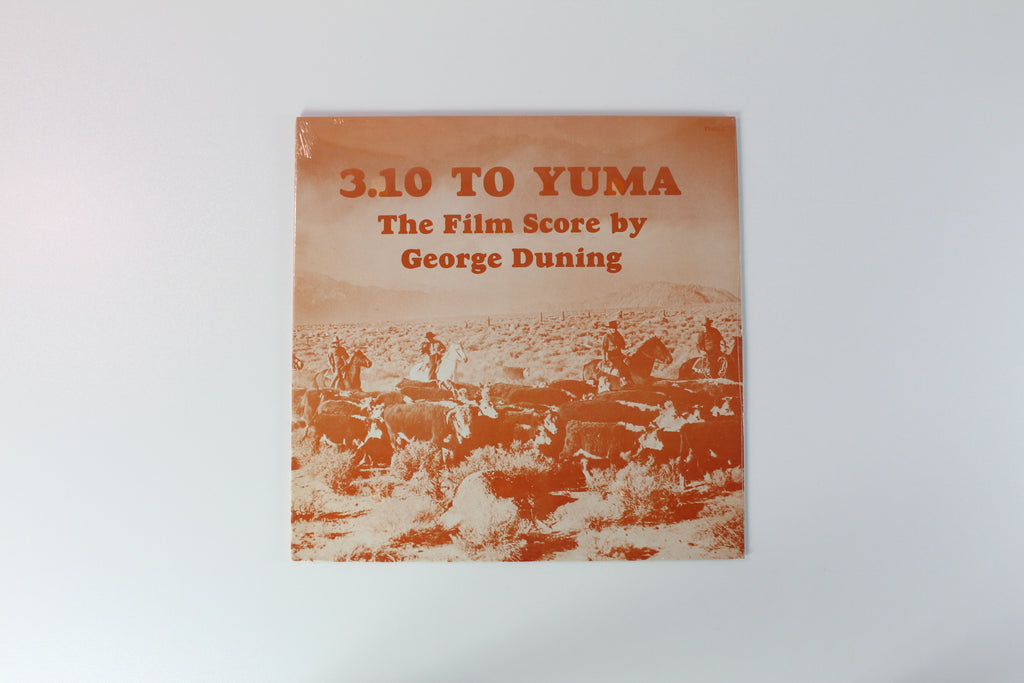 3.10 TO YUMA
The Film Score by
George Duning